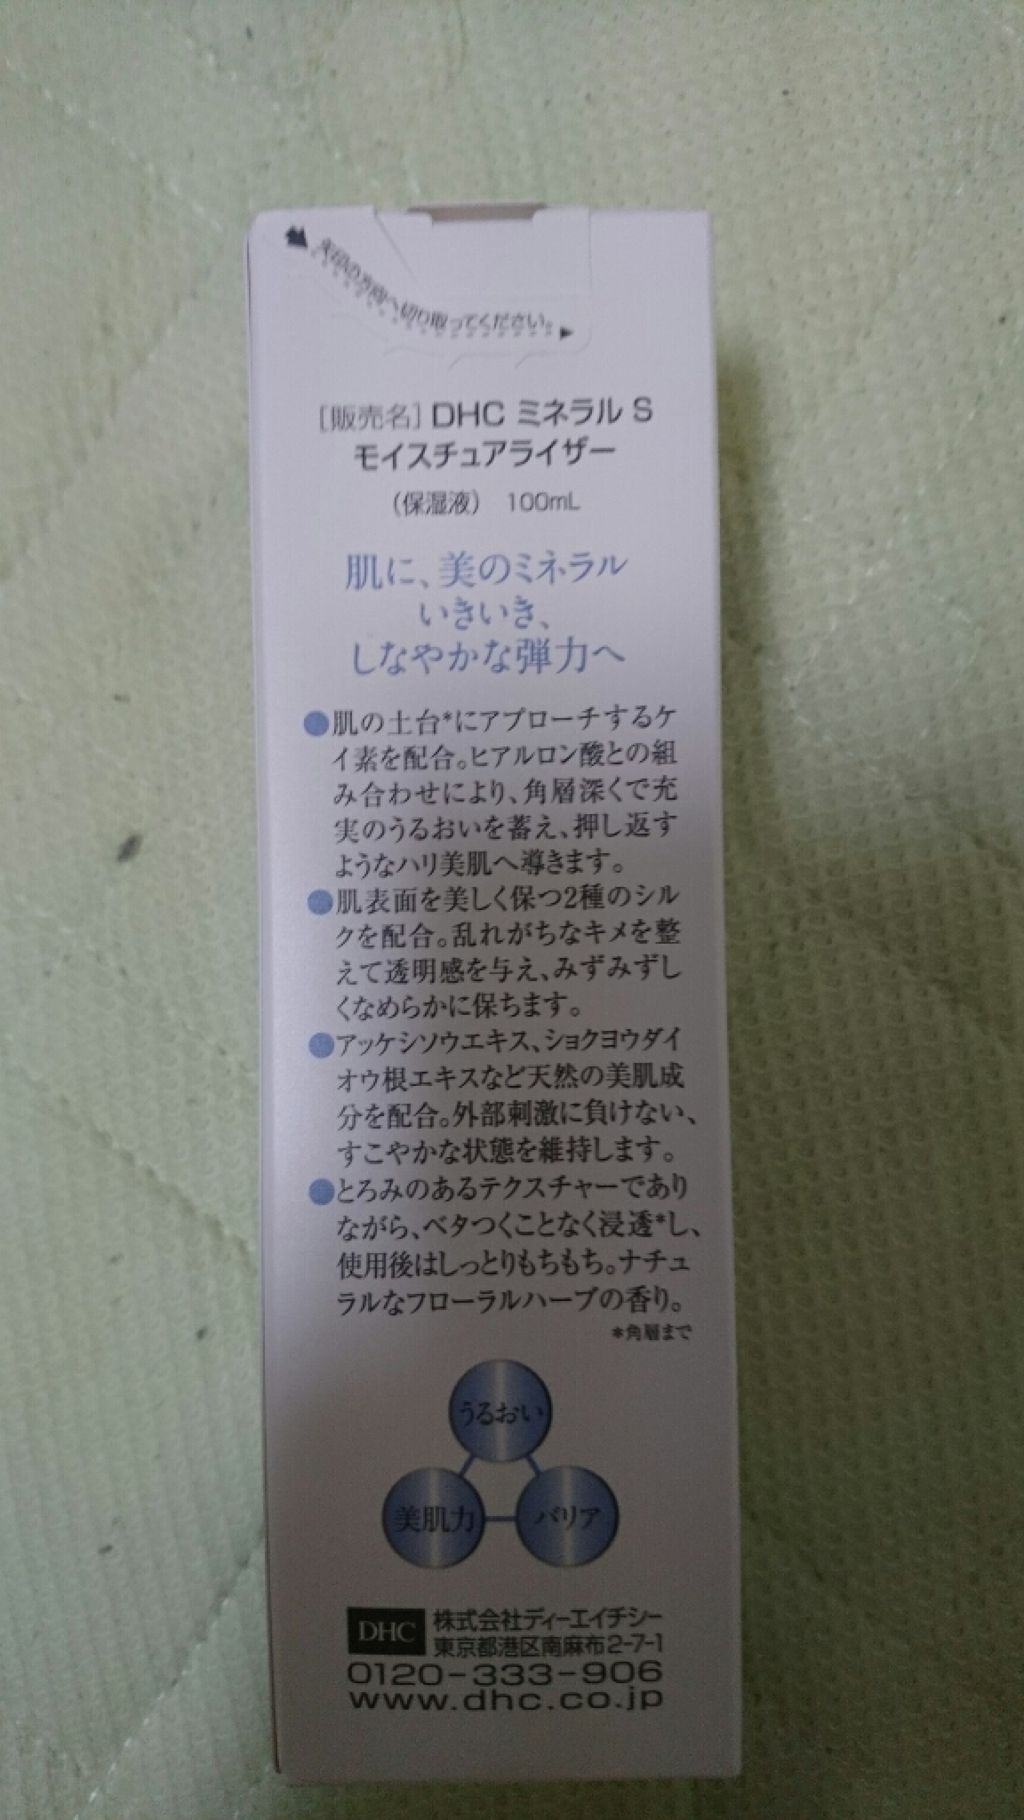 矢印の方向へ切り取ってください。
[販売名] DHC ミネラル S
モイスチュアライザー
(保湿液) 100mL
肌に、美のミネラル
いきいき、
しなやかな弾力へ
●肌の土台*にアプローチするケ
イ素を配合。ヒアルロン酸との組
み合わせにより、角層深くで充
実のうるおいを蓄え、押し返す
ようなハリ美肌へ導きます。
●肌表面を美しく保つ2種のシル
クを配合。乱れがちなキメを整
えて透明感を与え、みずみずし
くなめらかに保ちます。
●アッケシソウエキス、ショクヨウダイ
オウ根エキスなど天然の美肌成
分を配合。外部刺激に負けない、
すこやかな状態を維持します。
●とろみのあるテクスチャーであり
ながら、ベタつくことなく浸透*し、
使用後はしっとりもちもち。ナチュ
ラルなフローラルハーブの香り。
*角層まで
うるおい
美肌力 バリア
DHC 株式会社ディーエイチシー
東京都港区南麻布2-7-1
0120-333-906
www.dhc.co.jp